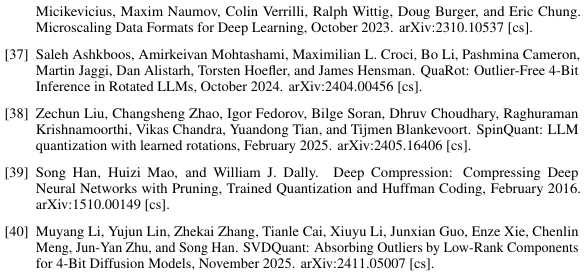 Micikevicius, Maxim Naumov, Colin Verrilli, Ralph Wittig, Doug Burger, and Eric Chung.
Microscaling Data Formats for Deep Learning, October 2023. arXiv:2310.10537 [cs].
[37] Saleh Ashkboos, Amirkeivan Mohtashami, Maximilian L. Croci, Bo Li, Pashmina Cameron,
Martin Jaggi, Dan Alistarh, Torsten Hoefler, and James Hensman. QuaRot: Outlier-Free 4-Bit
Inference in Rotated LLMs, October 2024. arXiv:2404.00456 [cs].
[38] Zechun Liu, Changsheng Zhao, Igor Fedorov, Bilge Soran, Dhruv Choudhary, Raghuraman
Krishnamoorthi, Vikas Chandra, Yuandong Tian, and Tijmen Blankevoort. SpinQuant: LLM
quantization with learned rotations, February 2025. arXiv:2405.16406 [cs].
[39] Song Han, Huizi Mao, and William J. Dally. Deep Compression: Compressing Deep
Neural Networks with Pruning, Trained Quantization and Huffman Coding, February 2016.
arXiv:1510.00149 [cs].
[40] Muyang Li, Yujun Lin, Zhekai Zhang, Tianle Cai, Xiuyu Li, Junxian Guo, Enze Xie, Chenlin
Meng, Jun-Yan Zhu, and Song Han. SVDQuant: Absorbing Outliers by Low-Rank Components
for 4-Bit Diffusion Models, November 2025. arXiv:2411.05007 [cs].